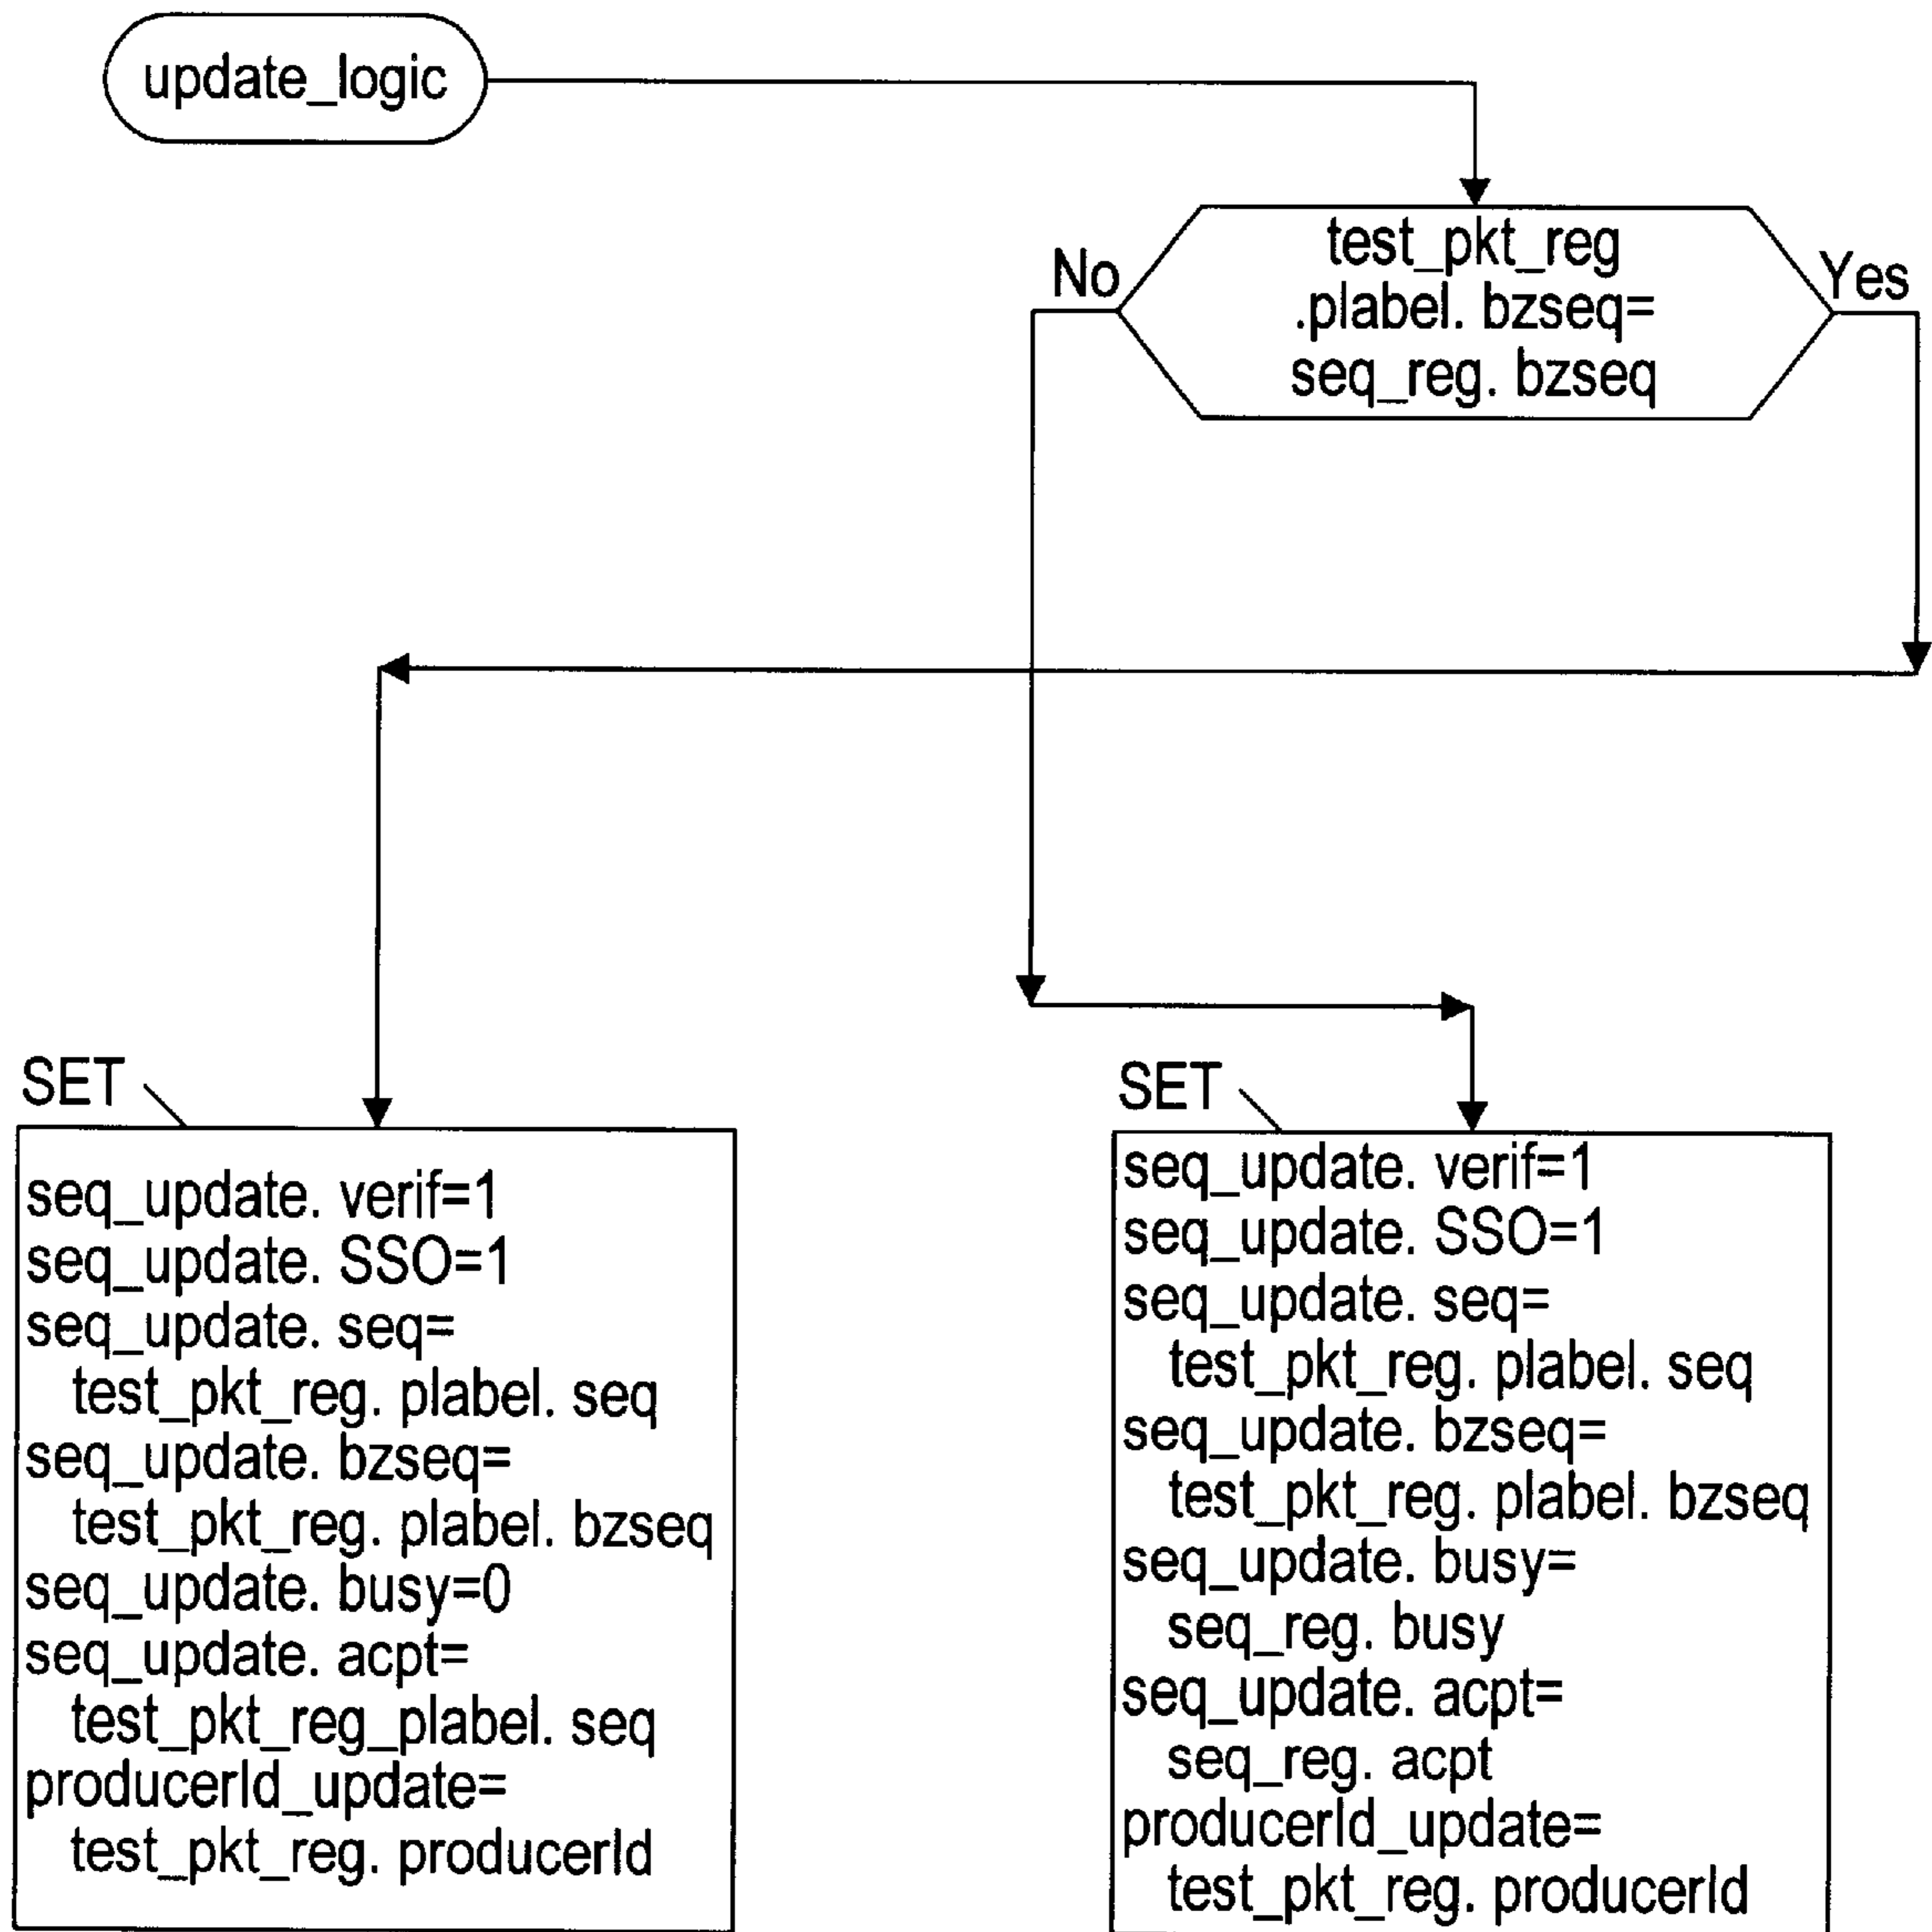 update_logic
test_pkt_reg
.plabel. bzseq=
seq_reg. bzseq
No
Yes
SET
seq_update. verif=1
seq_update. SSO=1
seq_update. seq=
test_pkt_reg. plabel. seq
seq_update. bzseq=
test_pkt_reg. plabel. bzseq
seq_update. busy=0
seq_update. acpt=
test_pkt_reg_plabel. seq
producerId_update=
test_pkt_reg. producerId
SET
seq_update. verif=1
seq_update. SSO=1
seq_update. seq=
test_pkt_reg. plabel. seq
seq_update. bzseq=
test_pkt_reg. plabel. bzseq
seq_update. busy=
seq_reg. busy
seq_update. acpt=
seq_reg. acpt
producerId_update=
test_pkt_reg. producerId